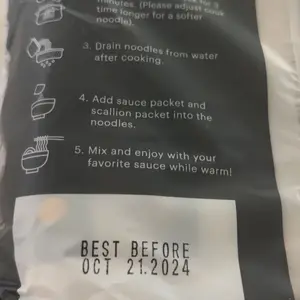 minutes. (Please adjust cook
time longer for a softer
noodle).
3. Drain noodles from water
after cooking.
4. Add sauce packet and
scallion packet into the
noodles.
5. Mix and enjoy with your
favorite sauce while warm!
BEST BEFORE
OCT 21.2024